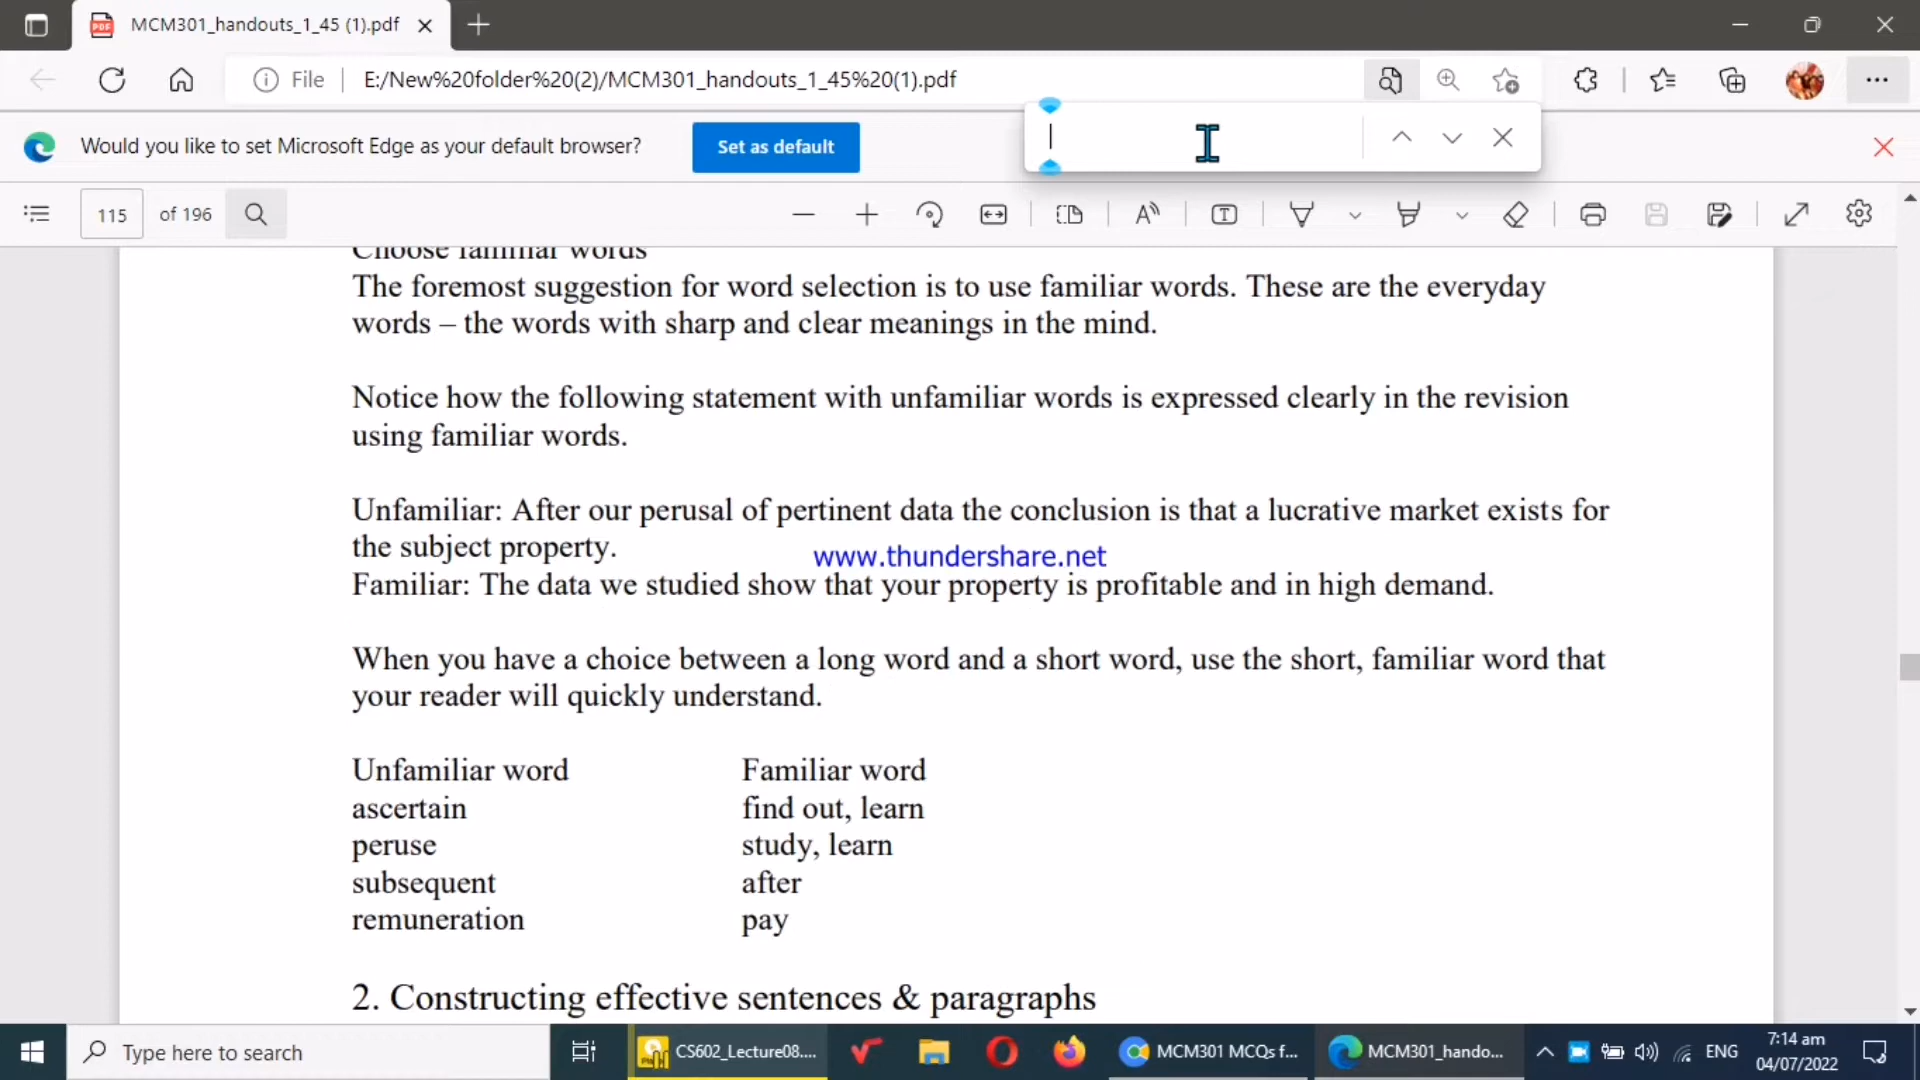 MCM301_handouts_1_45 (1).pdf
File
E:/New%20folder%20(2)/MCM301_handouts_1_45%20(1).pdf
Would you like to set Microsoft Edge as your default browser?
Set as default
115 of 196
Choose familiar words
The foremost suggestion for word selection is to use familiar words. These are the everyday
words – the words with sharp and clear meanings in the mind.
Notice how the following statement with unfamiliar words is expressed clearly in the revision
using familiar words.
Unfamiliar: After our perusal of pertinent data the conclusion is that a lucrative market exists for
the subject property.
www.thundershare.net
Familiar: The data we studied show that your property is profitable and in high demand.
When you have a choice between a long word and a short word, use the short, familiar word that
your reader will quickly understand.
Unfamiliar word Familiar word
ascertain find out, learn
peruse study, learn
subsequent after
remuneration pay
2. Constructing effective sentences & paragraphs
Type here to search
CS602_Lecture08....
MCM301 MCQs f...
MCM301_hando...
ENG
7:14 am
04/07/2022